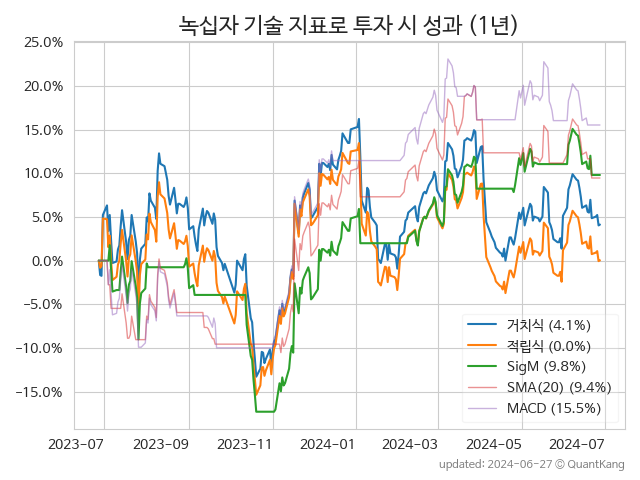 녹십자 기술 지표로 투자 시 성과 (1년)
25.0%
20.0%
15.0%
10.0%
5.0%
0.0%
−5.0%
−10.0%
−15.0%
거치식 (4.1%)
적립식 (0.0%)
SigM (9.8%)
SMA(20) (9.4%)
MACD (15.5%)
2023-07 2023-09 2023-11 2024-01 2024-03 2024-05 2024-07
updated: 2024-06-27 © QuantKang